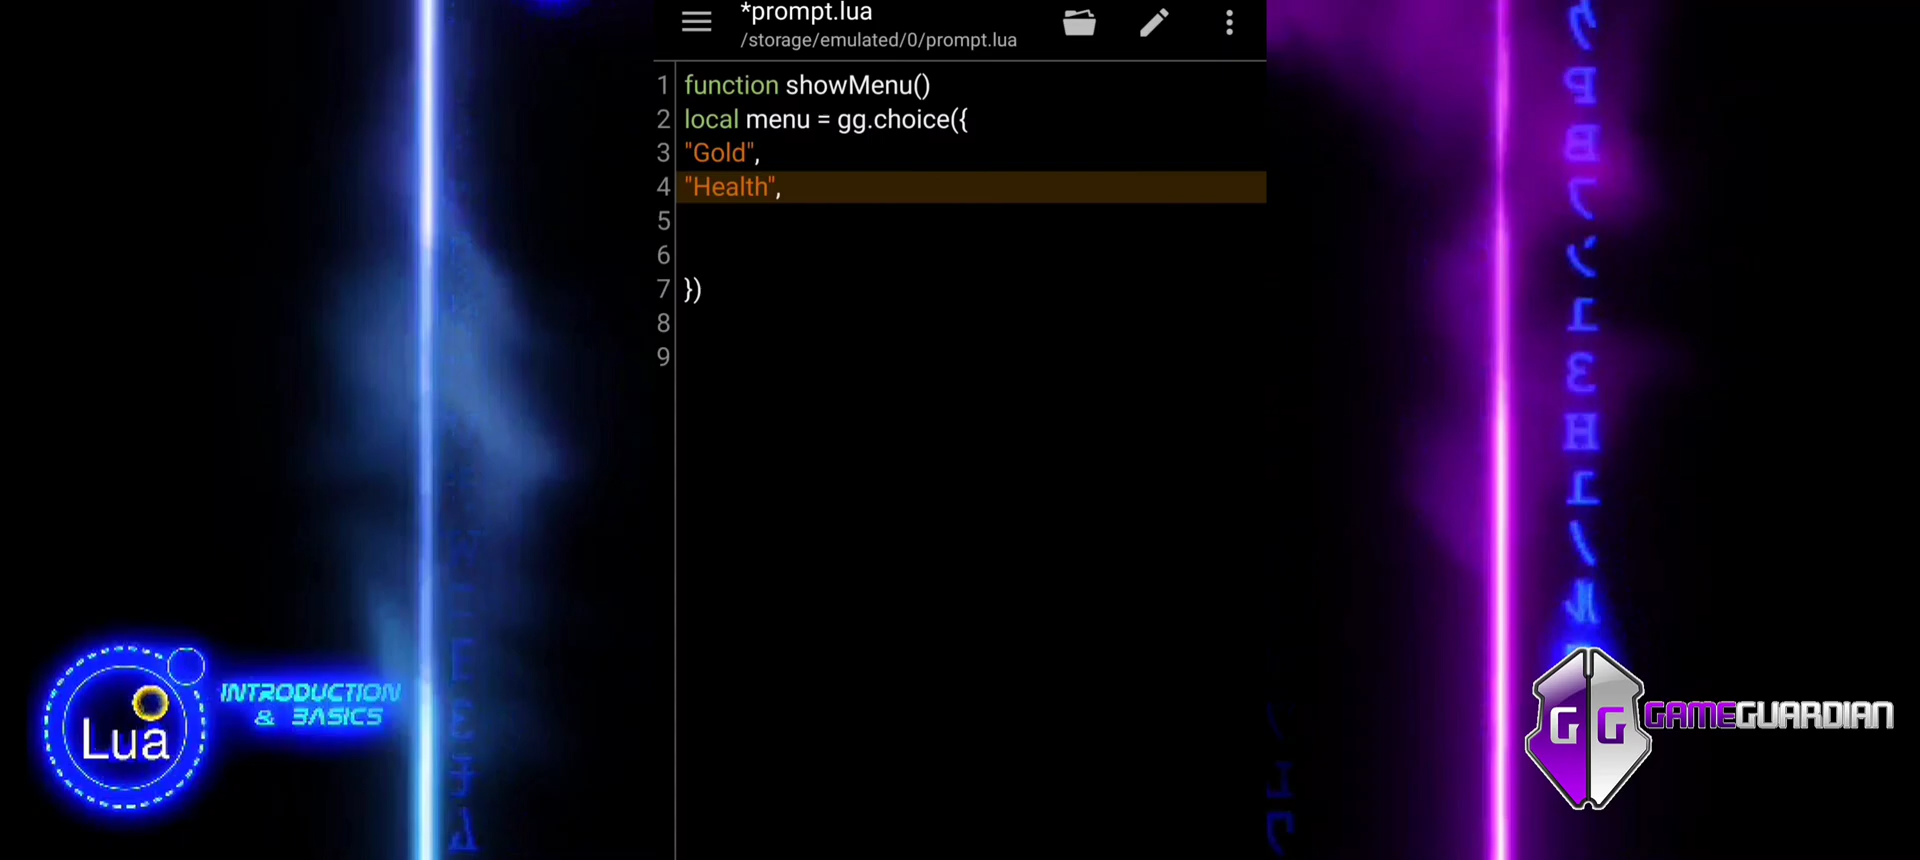 *prompt.lua
/storage/emulated/0/prompt.lua
1 function showMenu()
2 local menu = gg.choice({
3 "Gold",
4 "Health",
5
6
7 })
8
9
Lua
INTRODUCTION
& BASICS
GG
GAMEGUARDIAN